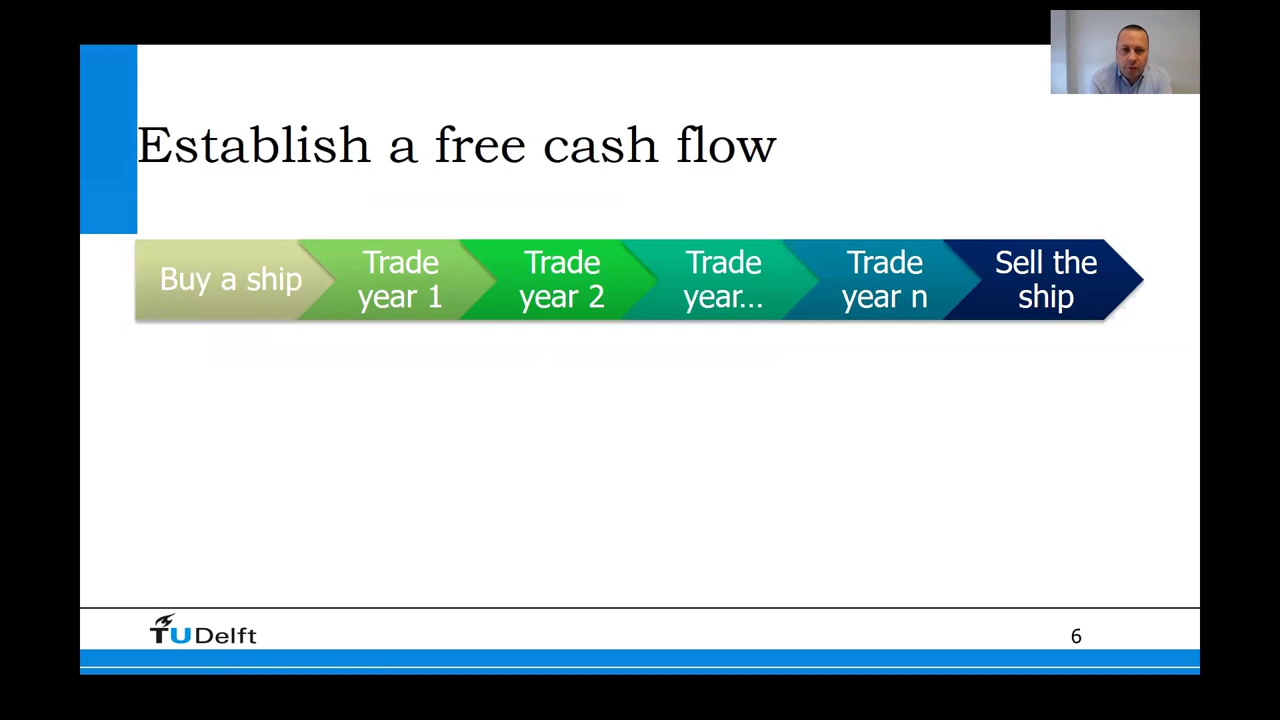 Establish a free cash flow
Buy a ship
Trade
year 1
Trade
year 2
Trade
year...
Trade
year n
Sell the
ship
TU Delft
6